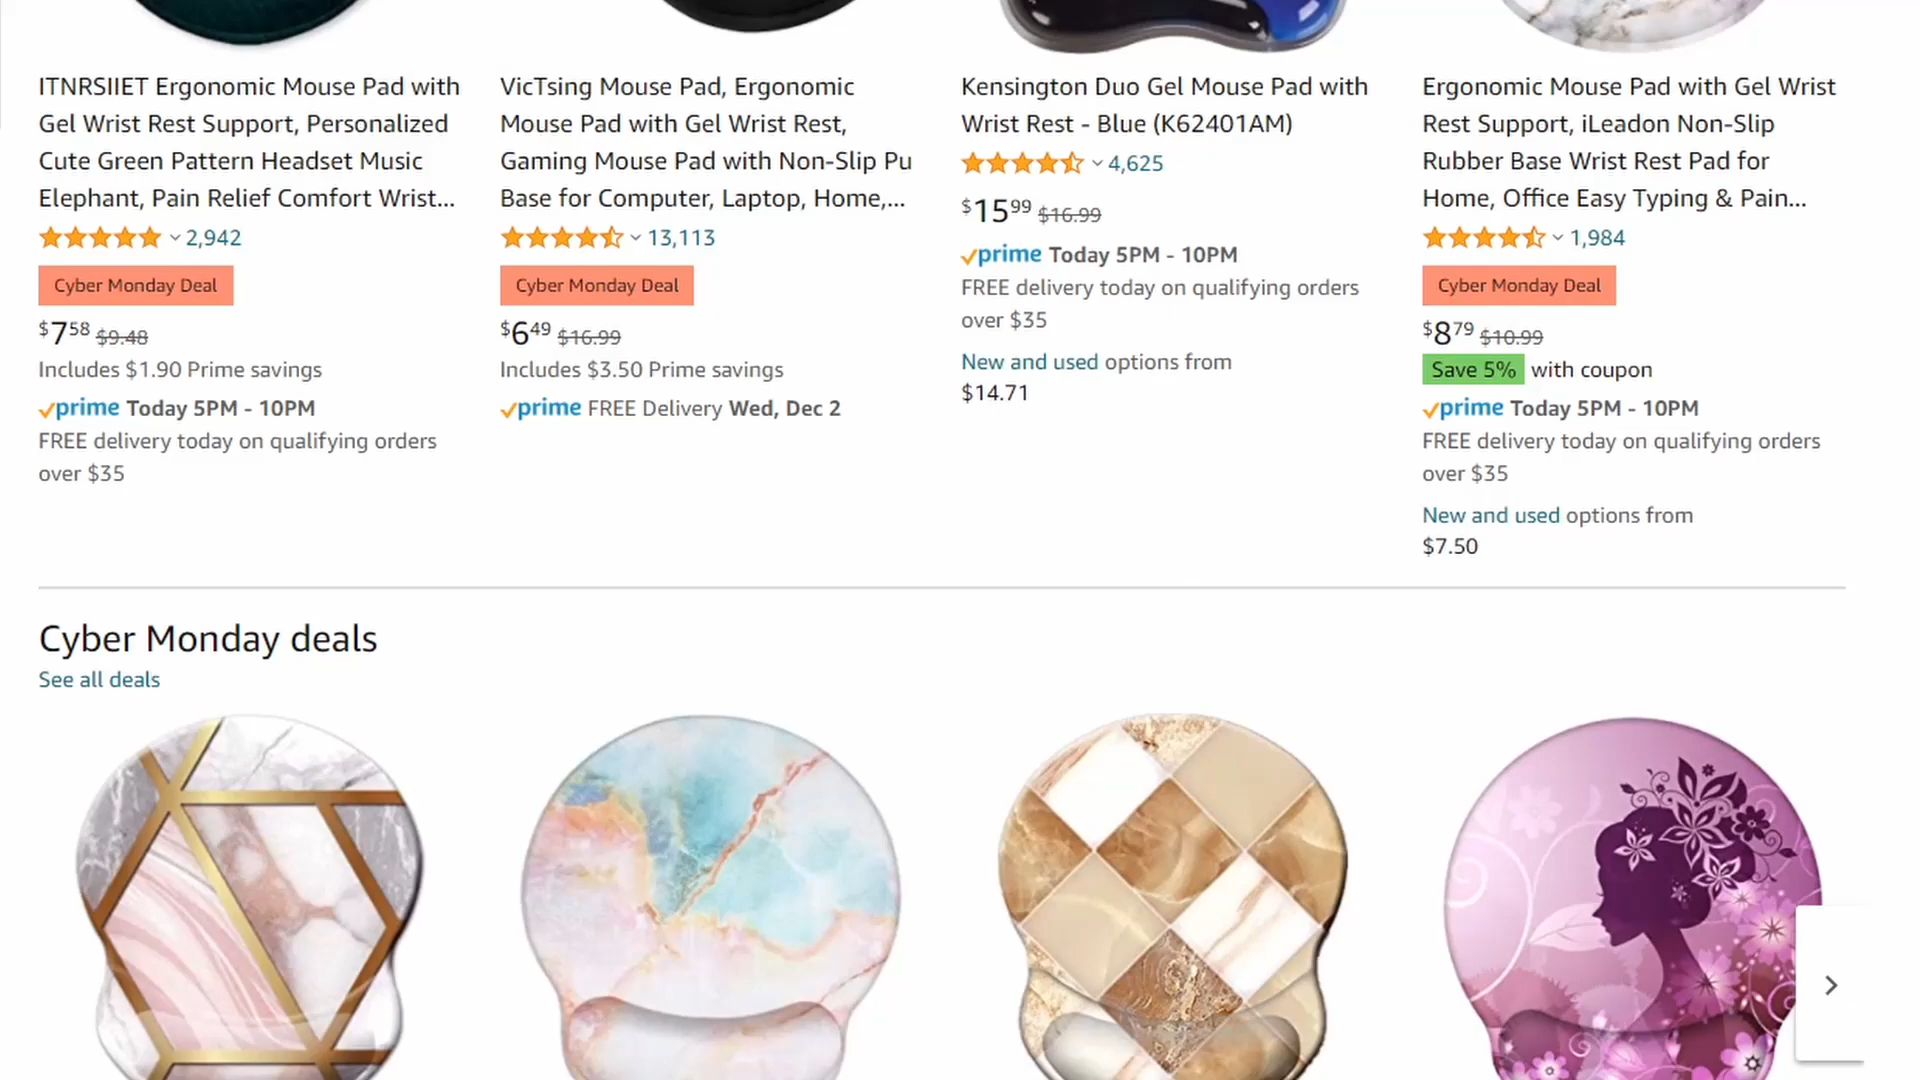 ITNRSIIET Ergonomic Mouse Pad with
Gel Wrist Rest Support, Personalized
Cute Green Pattern Headset Music
Elephant, Pain Relief Comfort Wrist...
2,942
Cyber Monday Deal
$758 $9.48
Includes $1.90 Prime savings
prime Today 5PM - 10PM
FREE delivery today on qualifying orders
over $35
VicTsing Mouse Pad, Ergonomic
Mouse Pad with Gel Wrist Rest,
Gaming Mouse Pad with Non-Slip Pu
Base for Computer, Laptop, Home,...
13,113
Cyber Monday Deal
$649 $16.99
Includes $3.50 Prime savings
prime FREE Delivery Wed, Dec 2
Kensington Duo Gel Mouse Pad with
Wrist Rest - Blue (K62401AM)
4,625
$1599 $16.99
prime Today 5PM - 10PM
FREE delivery today on qualifying orders
over $35
New and used options from
$14.71
Ergonomic Mouse Pad with Gel Wrist
Rest Support, iLeadon Non-Slip
Rubber Base Wrist Rest Pad for
Home, Office Easy Typing & Pain...
1,984
Cyber Monday Deal
$879 $10.99
Save 5% with coupon
prime Today 5PM - 10PM
FREE delivery today on qualifying orders
over $35
New and used options from
$7.50
Cyber Monday deals
See all deals